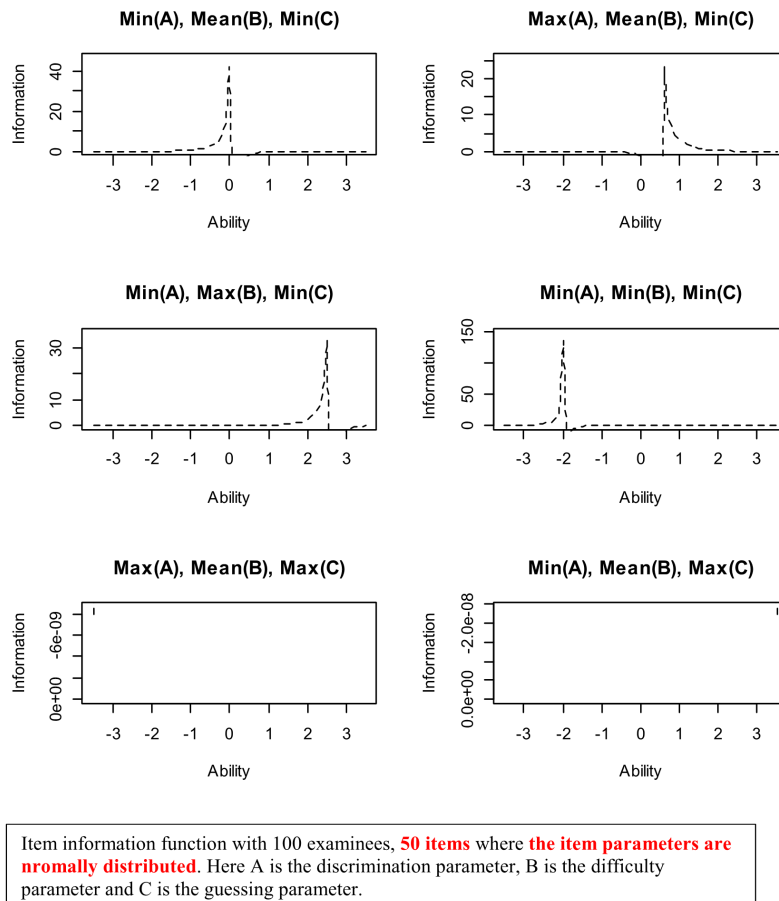 Min(A), Mean(B), Min(C)
Information
0 20 40
-3 -2 -1 0 1 2 3
Ability
Max(A), Mean(B), Min(C)
Information
0 10 20
-3 -2 -1 0 1 2 3
Ability
Min(A), Max(B), Min(C)
Information
0 10 30
-3 -2 -1 0 1 2 3
Ability
Min(A), Min(B), Min(C)
Information
0 50 150
-3 -2 -1 0 1 2 3
Ability
Max(A), Mean(B), Max(C)
Information
0e+00 -6e-09
-3 -2 -1 0 1 2 3
Ability
Min(A), Mean(B), Max(C)
Information
0.0e+00 -2.0e-08
-3 -2 -1 0 1 2 3
Ability
Item information function with 100 examinees, 50 items where the item parameters are
nromally distributed. Here A is the discrimination parameter, B is the difficulty
parameter and C is the guessing parameter.